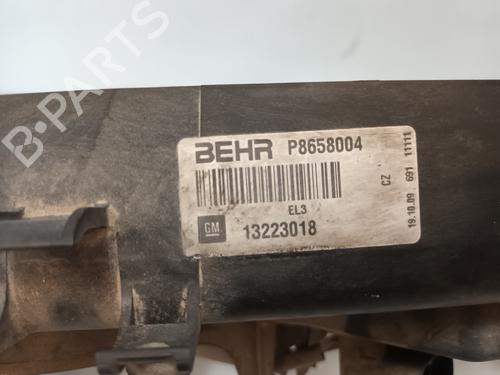 BEHR P8658004
EL3
GM 13223018
CZ
19.10.09 691 11111
B-PARTS